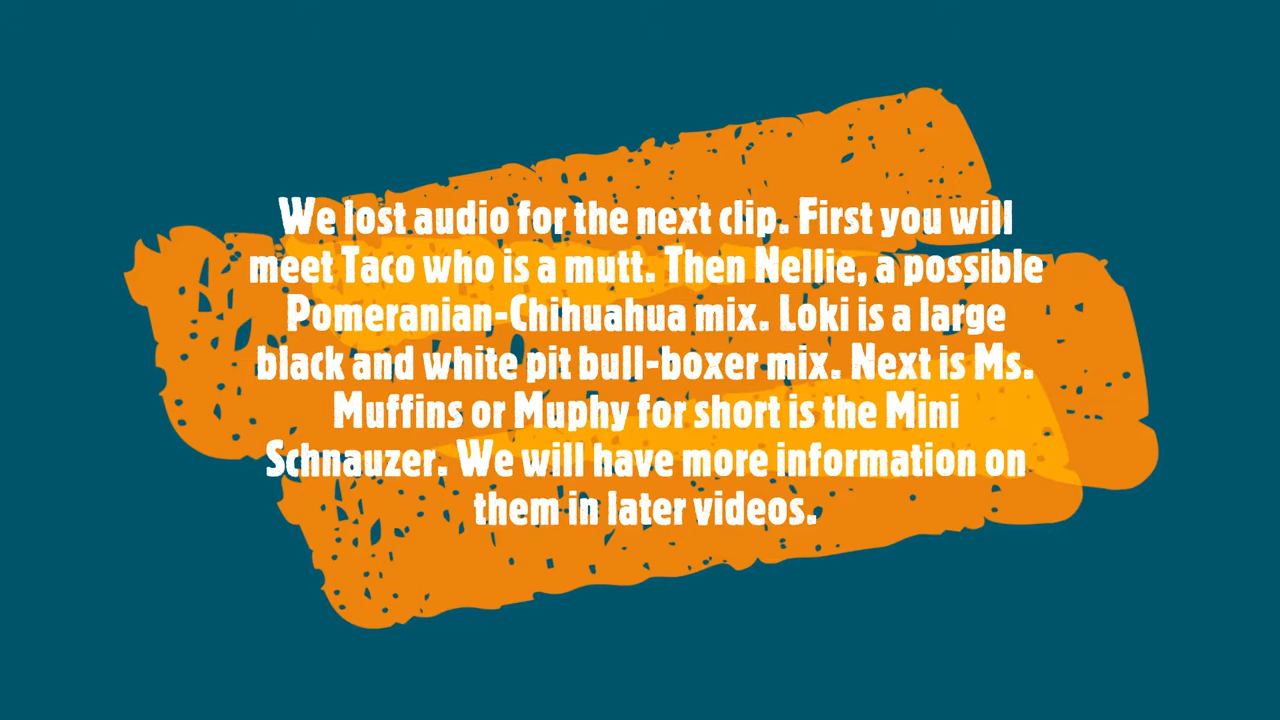 We lost audio for the next clip. First you will
meet Taco who is a mutt. Then Nellie, a possible
Pomeranian-Chihuahua mix. Loki is a large
black and white pit bull-boxer mix. Next is Ms.
Muffins or Muphy for short is the Mini
Schnauzer. We will have more information on
them in later videos.